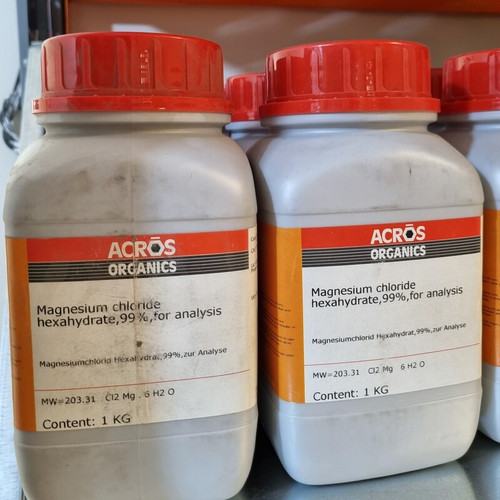 ACRŌS
ORGANICS
Magnesium chloride
hexahydrate,99%,for analysis
Magnesiumchlorid Hexahydrat,99%,zur Analyse
MW=203.31 Cl2 Mg . 6 H2 O
Content: 1 KG
ACRŌS
ORGANICS
Magnesium chloride
hexahydrate,99%,for analysis
Magnesiumchlorid Hexahydrat,99%,zur Analyse
MW=203.31 Cl2 Mg 6 H2 O
Content: 1 KG